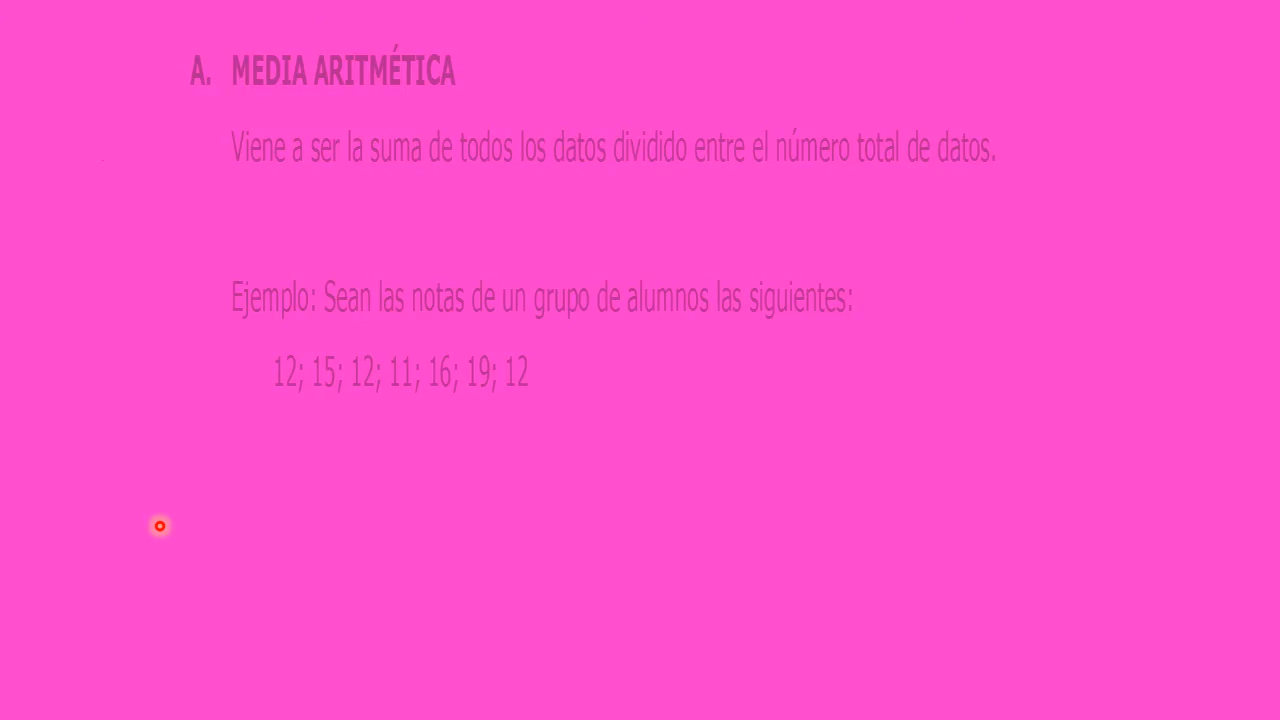 A. MEDIA ARITMÉTICA
Viene a ser la suma de todos los datos dividido entre el número total de datos.
Ejemplo: Sean las notas de un grupo de alumnos las siguientes:
12; 15; 12; 11; 16; 19; 12